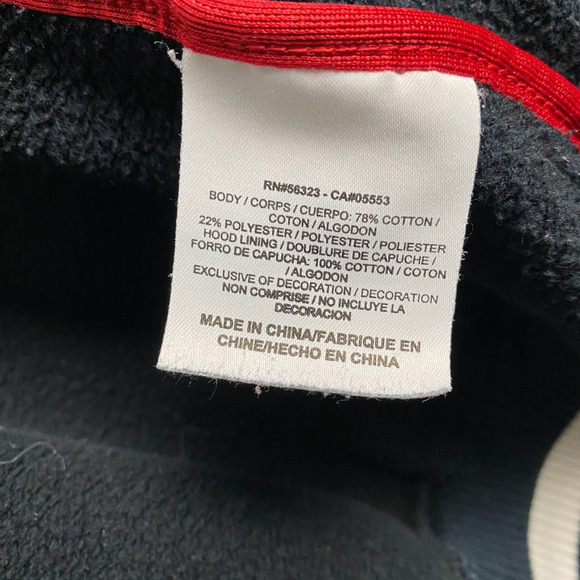 RN#56323 - CA#05553
BODY / CORPS / CUERPO: 78% COTTON /
COTON / ALGODON
22% POLYESTER / POLYESTER / POLIESTER
HOOD LINING / DOUBLURE DE CAPUCHE /
FORRO DE CAPUCHA: 100% COTTON / COTON
/ ALGODON
EXCLUSIVE OF DECORATION / DECORATION
NON COMPRISE / NO INCLUYE LA
DECORACION
MADE IN CHINA/FABRIQUE EN
CHINE/HECHO EN CHINA